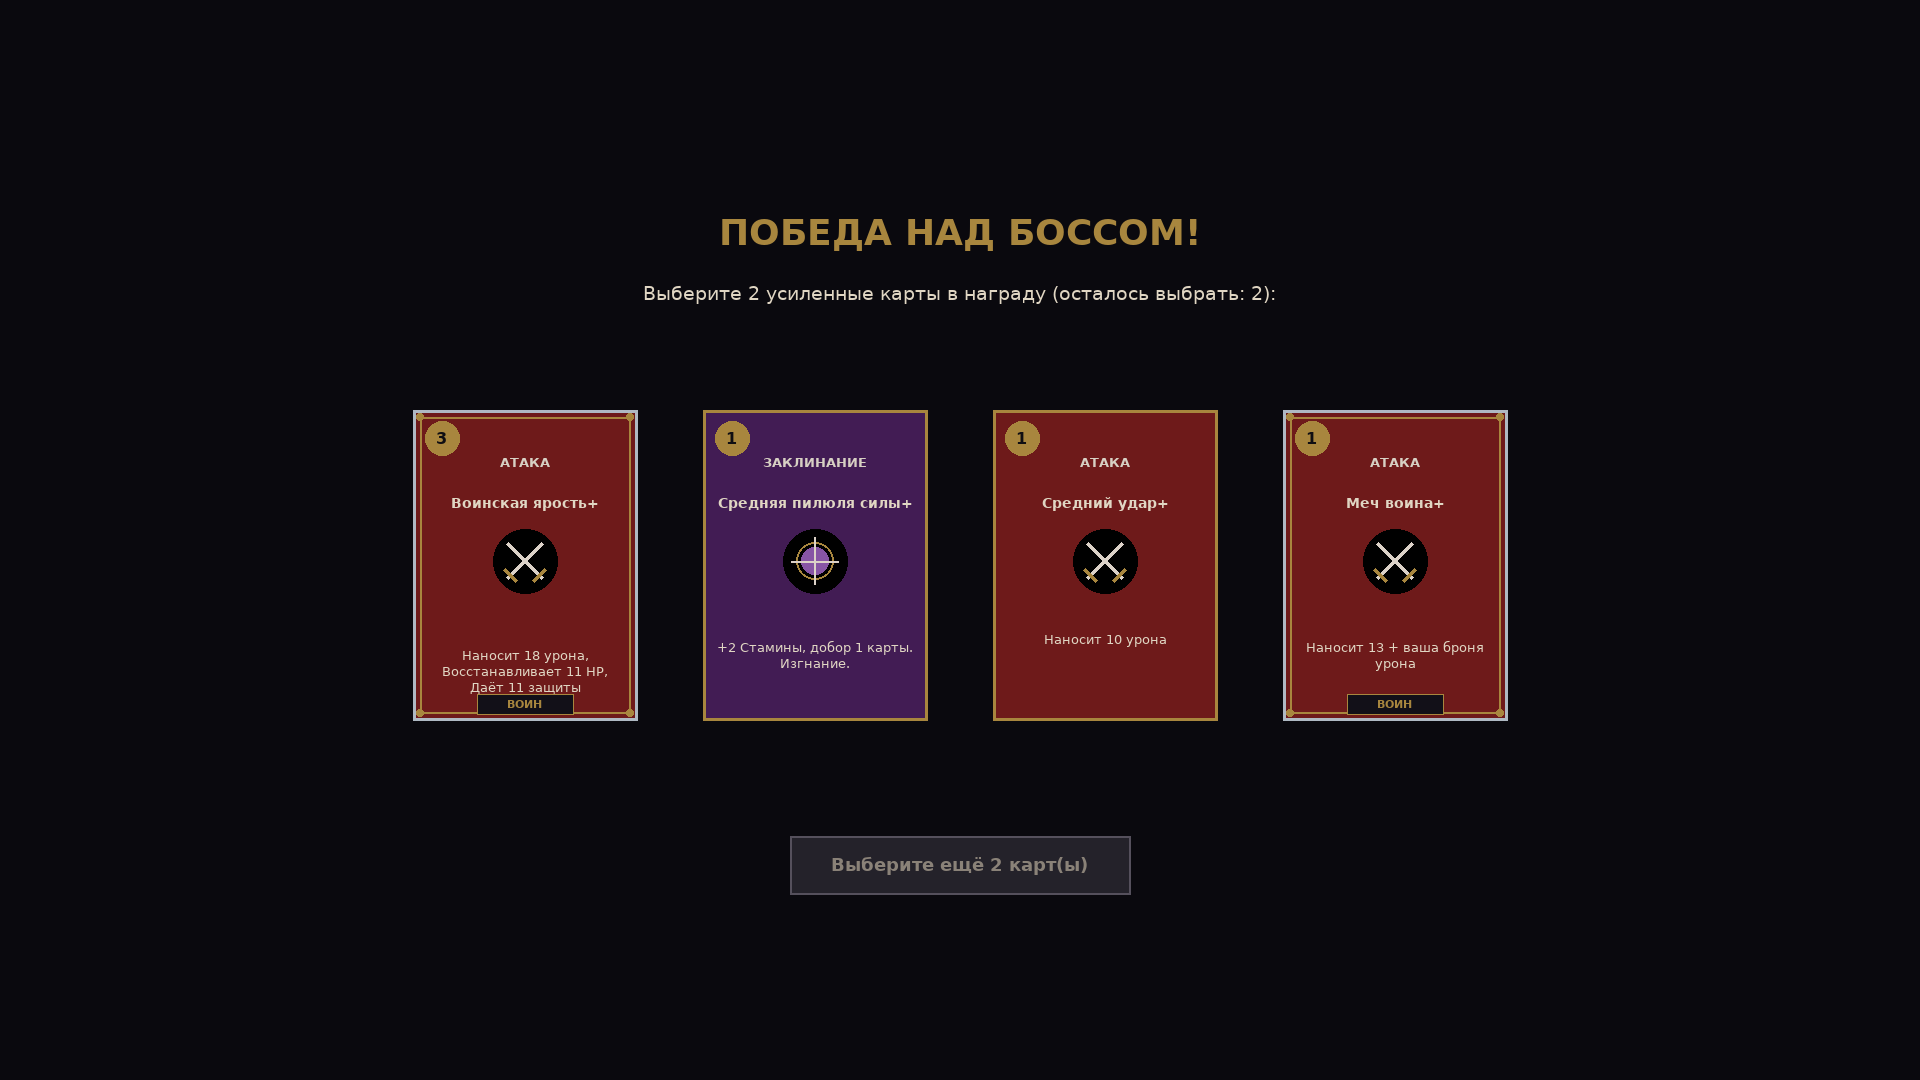 ПОБЕДА НАД БОССОМ!
Выберите 2 усиленные карты в награду (осталось выбрать: 2):
3
АТАКА
Воинская ярость+
Наносит 18 урона,
Восстанавливает 11 HP,
Даёт 11 защиты
ВОИН
1
ЗАКЛИНАНИЕ
Средняя пилюля силы+
+2 Стамины, добор 1 карты.
Изгнание.
1
АТАКА
Средний удар+
Наносит 10 урона
1
АТАКА
Меч воина+
Наносит 13 + ваша броня
урона
ВОИН
Выберите ещё 2 карт(ы)